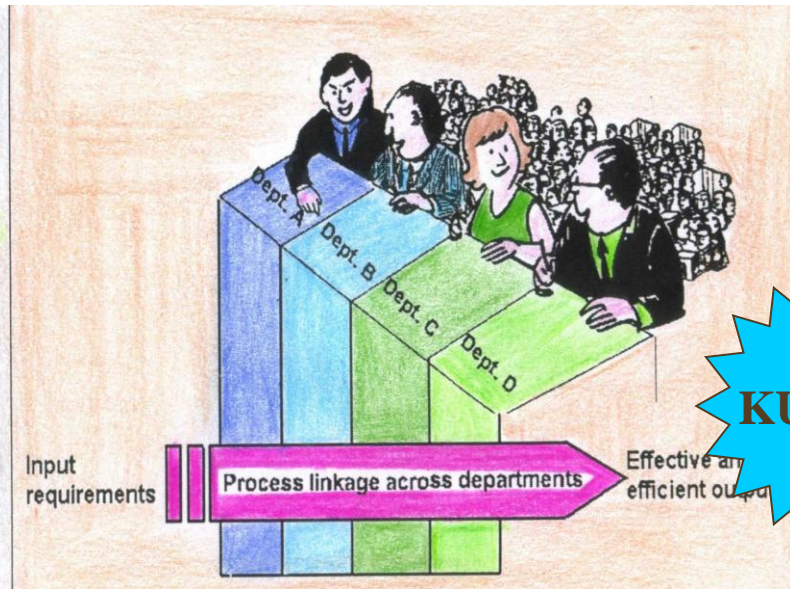 Dept. A
Dept. B
Dept. C
Dept. D
Input
requirements
Process linkage across departments
Effective
efficient
KU